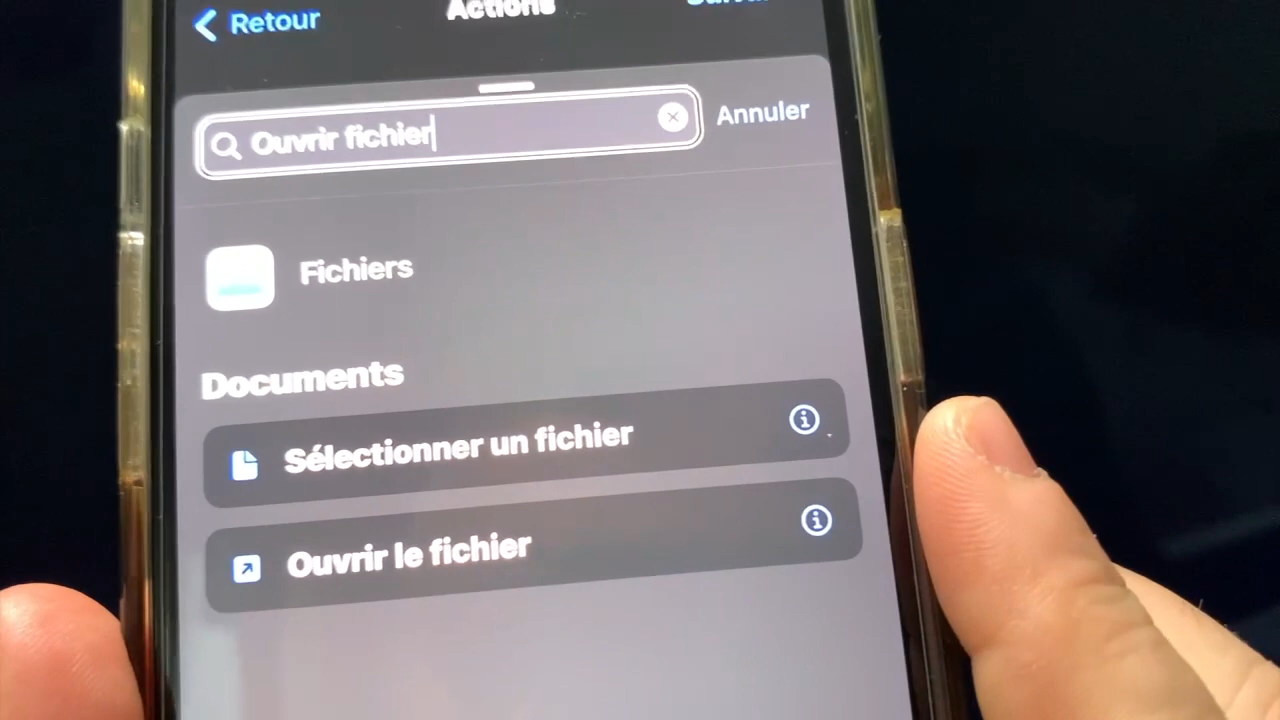 Retour
Actions
Ouvrir fichier
Annuler
Fichiers
Documents
Sélectionner un fichier
Ouvrir le fichier